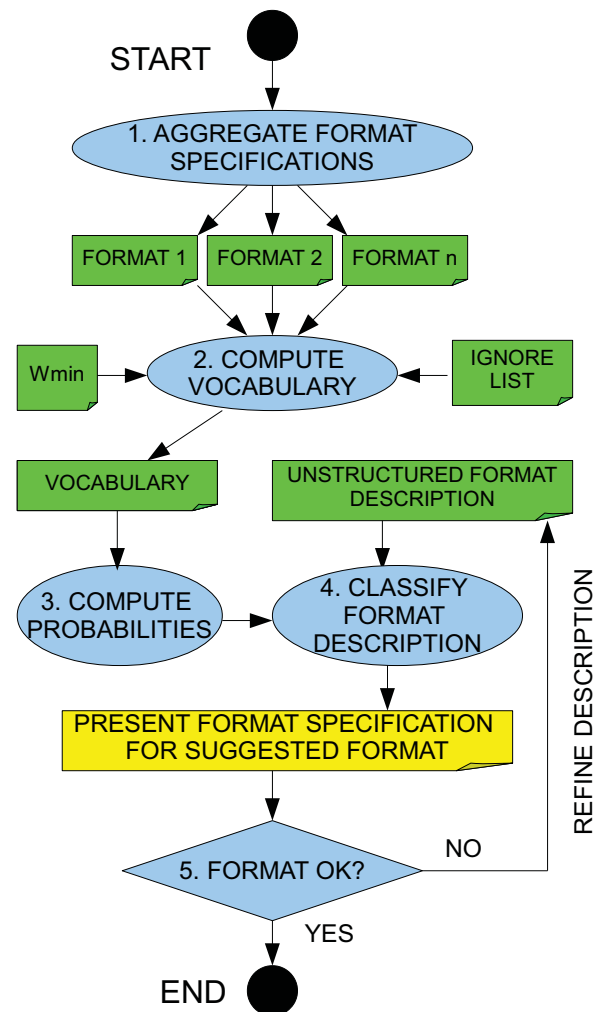 START
1. AGGREGATE FORMAT
SPECIFICATIONS
FORMAT 1
FORMAT 2
FORMAT n
Wmin
2. COMPUTE
VOCABULARY
IGNORE
LIST
VOCABULARY
UNSTRUCTURED FORMAT
DESCRIPTION
3. COMPUTE
PROBABILITIES
4. CLASSIFY
FORMAT
DESCRIPTION
REFINE DESCRIPTION
PRESENT FORMAT SPECIFICATION
FOR SUGGESTED FORMAT
5. FORMAT OK?
NO
YES
END